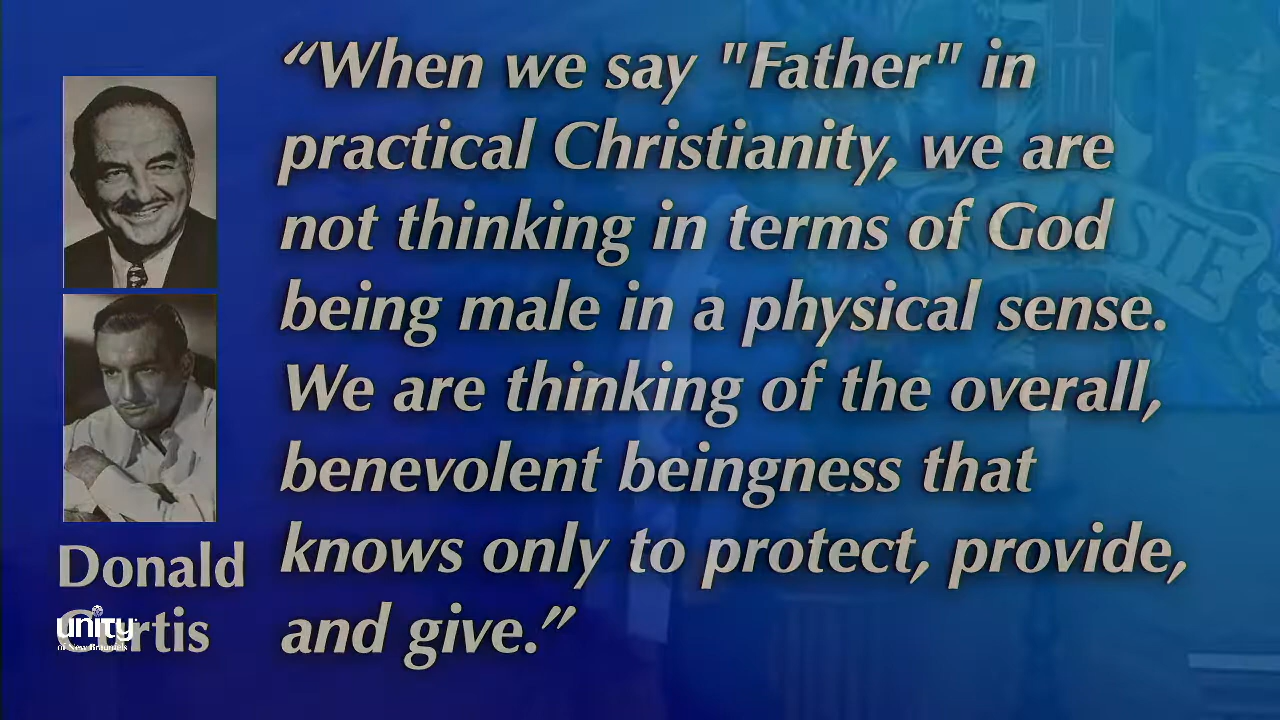 “When we say "Father" in
practical Christianity, we are
not thinking in terms of God
being male in a physical sense.
We are thinking of the overall,
benevolent beingness that
knows only to protect, provide,
and give.”
Donald
Curtis
unity
of New Braunfels